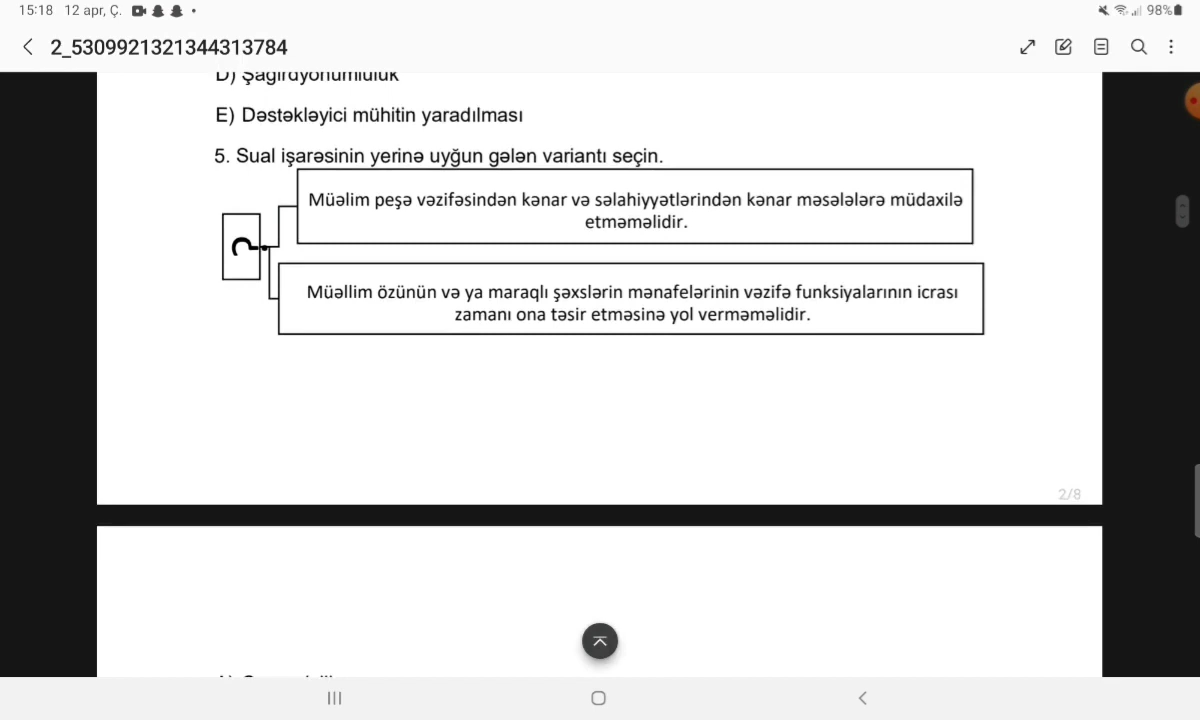 15:18 12 apr, Ç.
98%
2_5309921321344313784
D) Şagirdyönümlülük
E) Dəstəkləyici mühitin yaradılması
5. Sual işarəsinin yerinə uyğun gələn variantı seçin.
Müəlim peşə vəzifəsindən kənar və səlahiyyətlərindən kənar məsələlərə müdaxilə
etməməlidir.
?
Müəllim özünün və ya maraqlı şəxslərin mənafelərinin vəzifə funksiyalarının icrası
zamanı ona təsir etməsinə yol verməməlidir.
2/8